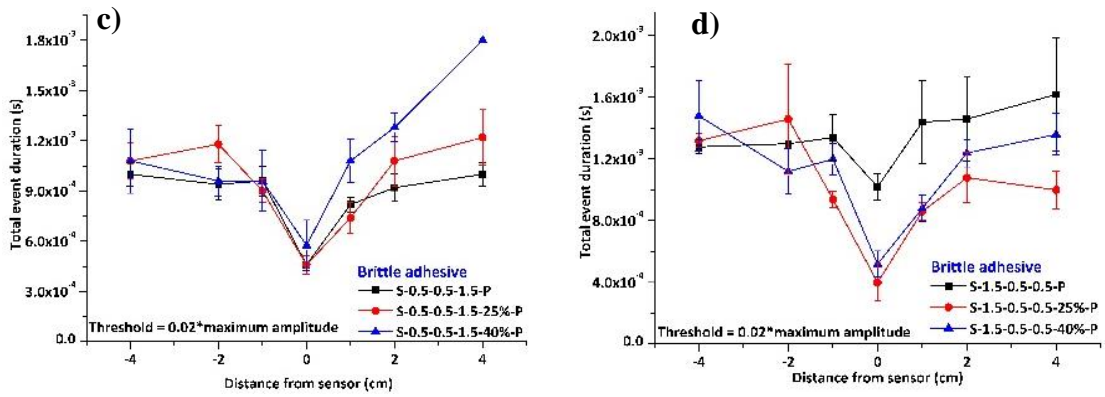 c)
Total event duration (s)
1.8x10⁻³
1.5x10⁻³
1.2x10⁻³
9.0x10⁻⁴
6.0x10⁻⁴
3.0x10⁻⁴
0.0
Brittle adhesive
S-0.5-0.5-1.5-P
S-0.5-0.5-1.5-25%-P
S-0.5-0.5-1.5-40%-P
Threshold = 0.02*maximum amplitude
-4 -2 0 2 4
Distance from sensor (cm)
d)
Total event duration (s)
2.0x10⁻³
1.6x10⁻³
1.2x10⁻³
8.0x10⁻⁴
4.0x10⁻⁴
0.0
Brittle adhesive
S-1.5-0.5-0.5-P
S-1.5-0.5-0.5-25%-P
S-1.5-0.5-0.5-40%-P
Threshold = 0.02*maximum amplitude
-4 -2 0 2 4
Distance from sensor (cm)